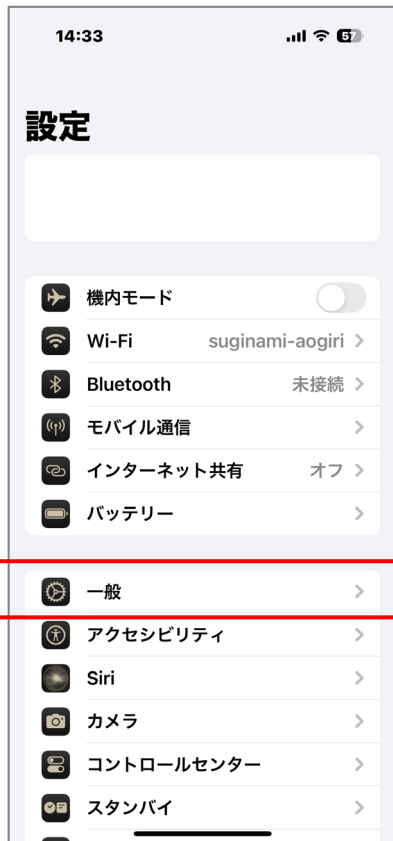 14:33
57
設定
機内モード
Wi-Fi suginami-aogiri
Bluetooth 未接続
モバイル通信
インターネット共有 オフ
バッテリー
一般
アクセシビリティ
Siri
カメラ
コントロールセンター
スタンバイ